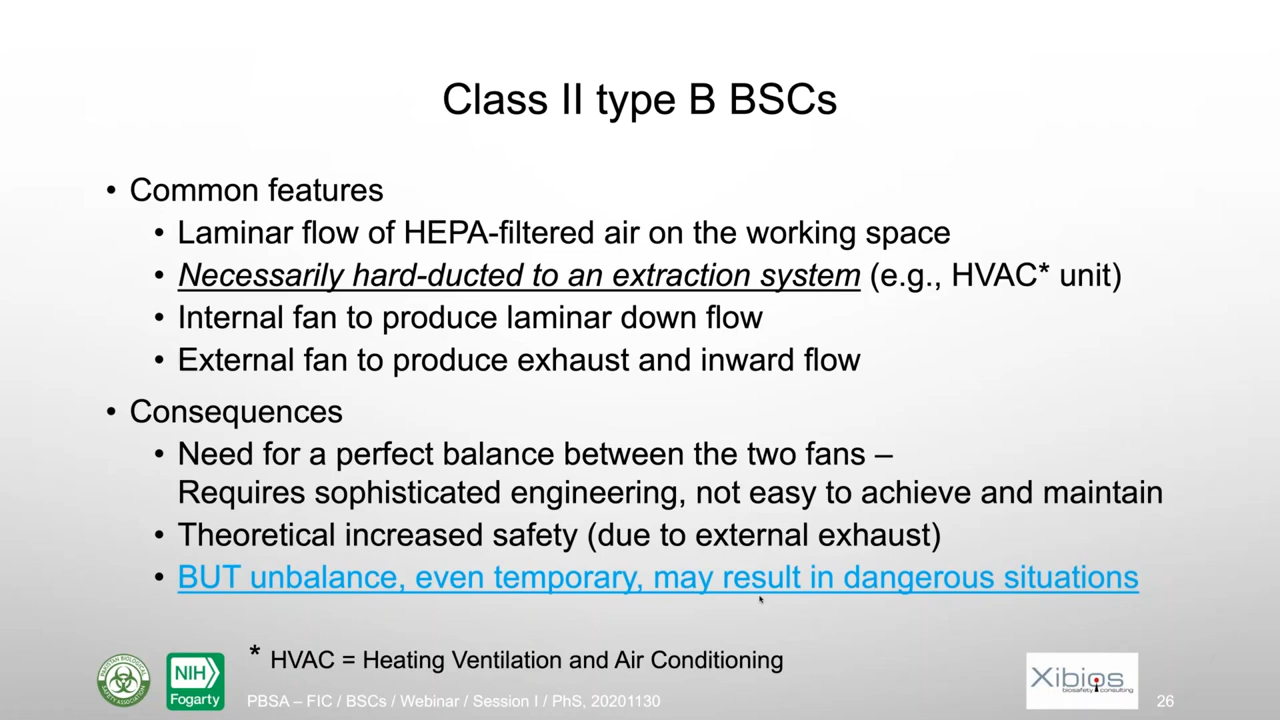 Class II type B BSCs
• Common features
• Laminar flow of HEPA-filtered air on the working space
• Necessarily hard-ducted to an extraction system (e.g., HVAC* unit)
• Internal fan to produce laminar down flow
• External fan to produce exhaust and inward flow
• Consequences
• Need for a perfect balance between the two fans –
Requires sophisticated engineering, not easy to achieve and maintain
• Theoretical increased safety (due to external exhaust)
• BUT unbalance, even temporary, may result in dangerous situations
* HVAC = Heating Ventilation and Air Conditioning
PAKISTAN BIOLOGICAL SAFETY ASSOCIATION
NIH
Fogarty
PBSA – FIC / BSCs / Webinar / Session I / PhS, 20201130
Xibios
biosafety consulting
26